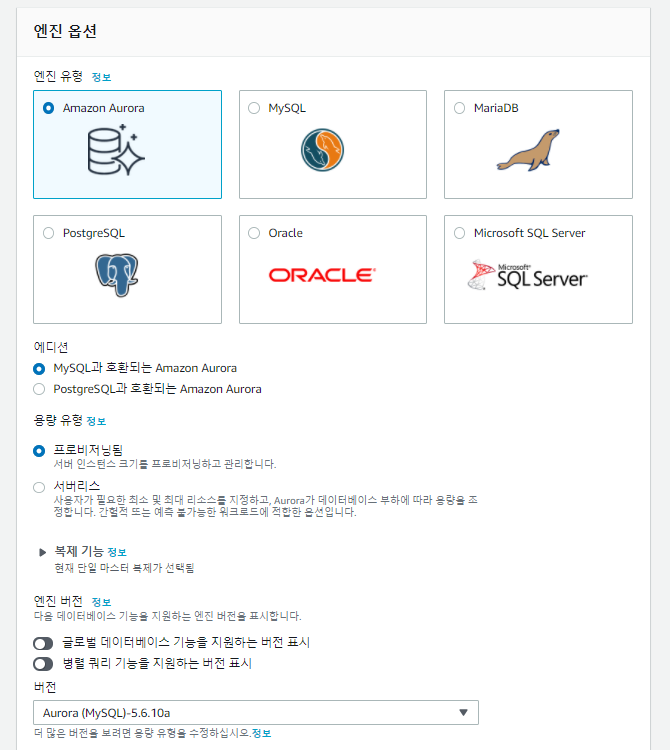 엔진 옵션
엔진 유형 정보
Amazon Aurora
MySQL
MariaDB
PostgreSQL
Oracle
Microsoft SQL Server
ORACLE
Microsoft
SQL Server
에디션
MySQL과 호환되는 Amazon Aurora
PostgreSQL과 호환되는 Amazon Aurora
용량 유형 정보
프로비저닝됨
서버 인스턴스 크기를 프로비저닝하고 관리합니다.
서버리스
사용자가 필요한 최소 및 최대 리소스를 지정하고, Aurora가 데이터베이스 부하에 따라 용량을 조
정합니다. 간헐적 또는 예측 불가능한 워크로드에 적합한 옵션입니다.
복제 기능 정보
현재 단일 마스터 복제가 선택됨
엔진 버전 정보
다음 데이터베이스 기능을 지원하는 엔진 버전을 표시합니다.
글로벌 데이터베이스 기능을 지원하는 버전 표시
병렬 쿼리 기능을 지원하는 버전 표시
버전
Aurora (MySQL)-5.6.10a
더 많은 버전을 보려면 용량 유형을 수정하십시오.정보